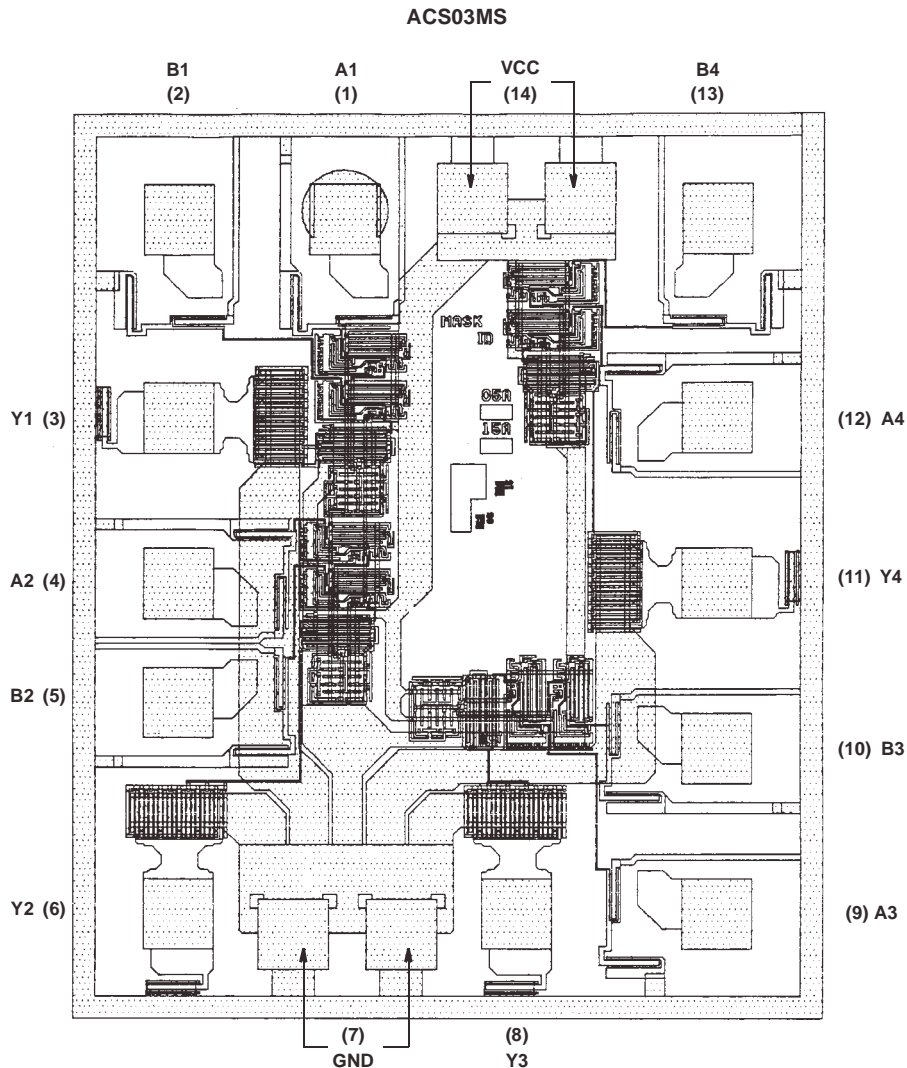 ACS03MS
B1
(2)
A1
(1)
VCC
(14)
B4
(13)
MASK
ID
05A
15A
Y1 (3)
(12) A4
A2 (4)
(11) Y4
B2 (5)
(10) B3
Y2 (6)
(9) A3
(7)
GND
(8)
Y3